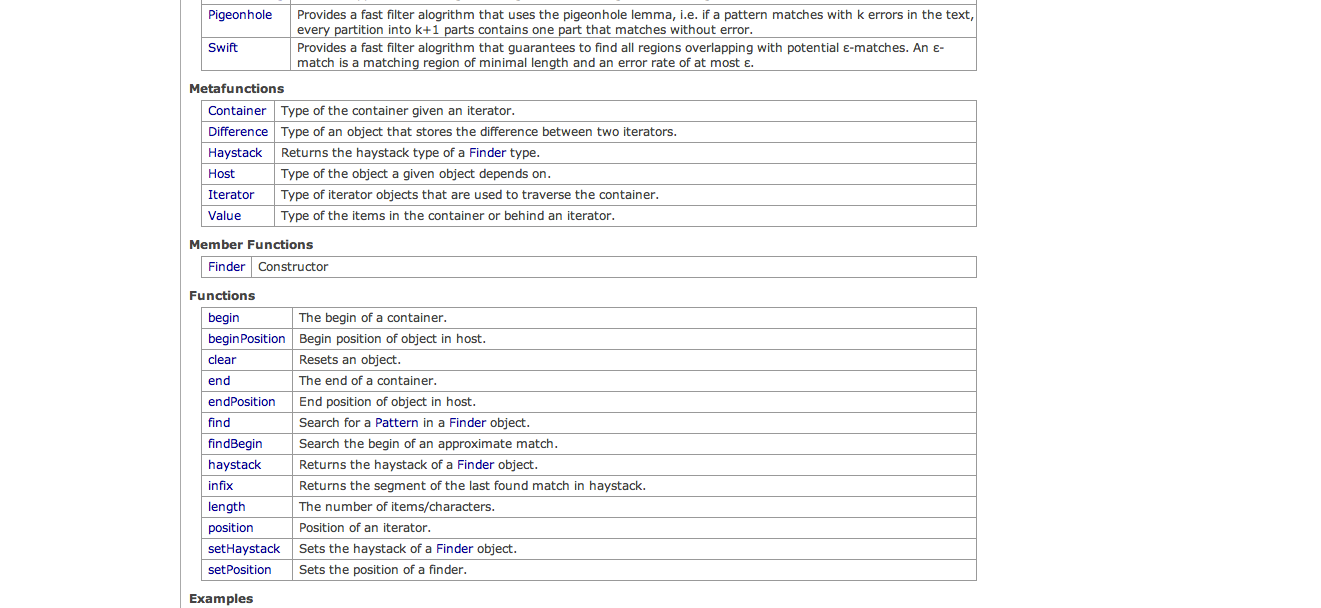 Pigeonhole Provides a fast filter alogrithm that uses the pigeonhole lemma, i.e. if a pattern matches with k errors in the text,
every partition into k+1 parts contains one part that matches without error.
Swift Provides a fast filter alogrithm that guarantees to find all regions overlapping with potential ε-matches. An ε-
match is a matching region of minimal length and an error rate of at most ε.
Metafunctions
Container Type of the container given an iterator.
Difference Type of an object that stores the difference between two iterators.
Haystack Returns the haystack type of a Finder type.
Host Type of the object a given object depends on.
Iterator Type of iterator objects that are used to traverse the container.
Value Type of the items in the container or behind an iterator.
Member Functions
Finder Constructor
Functions
begin The begin of a container.
beginPosition Begin position of object in host.
clear Resets an object.
end The end of a container.
endPosition End position of object in host.
find Search for a Pattern in a Finder object.
findBegin Search the begin of an approximate match.
haystack Returns the haystack of a Finder object.
infix Returns the segment of the last found match in haystack.
length The number of items/characters.
position Position of an iterator.
setHaystack Sets the haystack of a Finder object.
setPosition Sets the position of a finder.
Examples